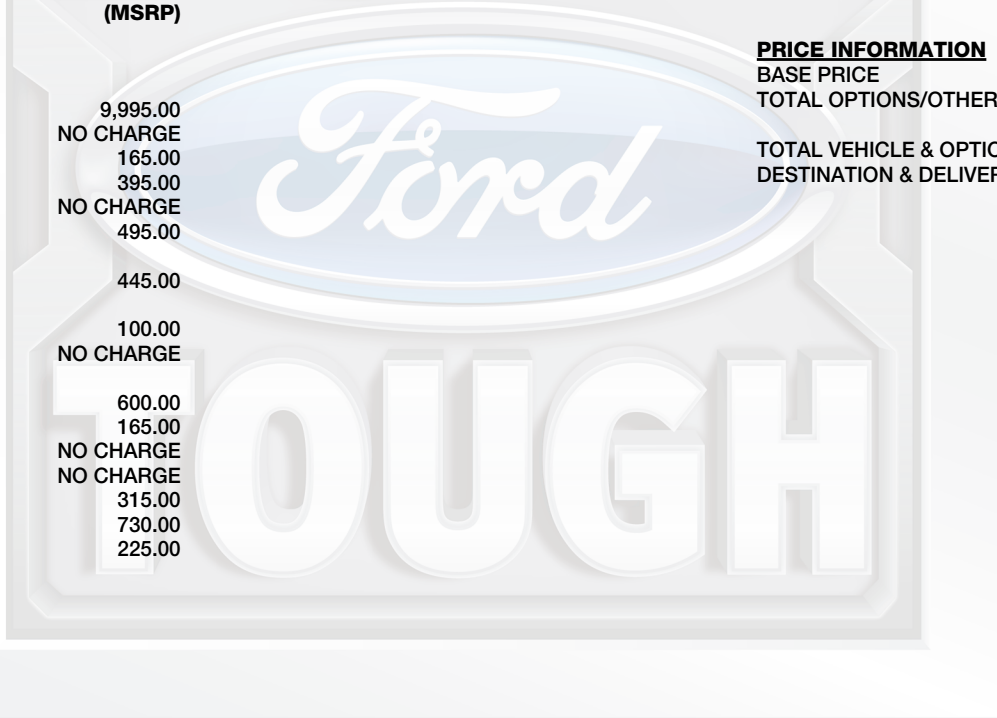 (MSRP)
9,995.00
NO CHARGE
165.00
395.00
NO CHARGE
495.00
445.00
100.00
NO CHARGE
600.00
165.00
NO CHARGE
NO CHARGE
315.00
730.00
225.00
PRICE INFORMATION
BASE PRICE
TOTAL OPTIONS/OTHER
TOTAL VEHICLE & OPTIO
DESTINATION & DELIVER
Ford
TOUGH